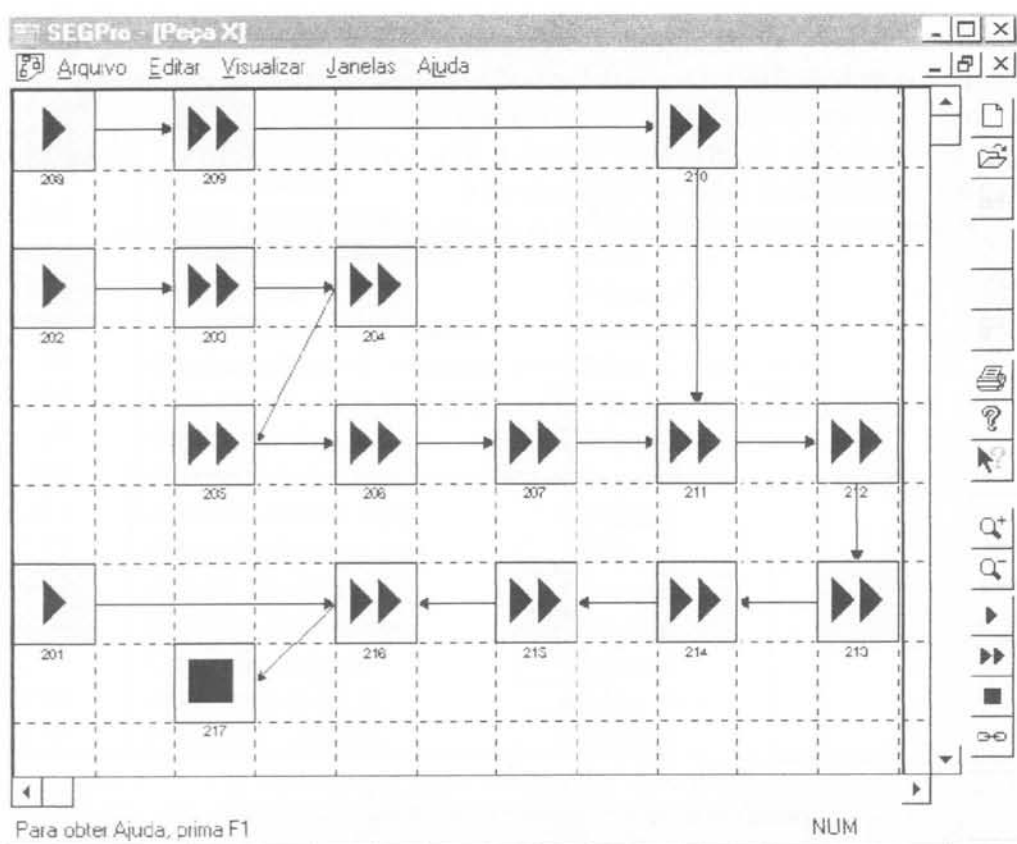 SEGPro - [Peça X]
Arquivo Editar Visualizar Janelas Ajuda
208 209 210
202 203 204
205 206 207 211 212
201 216 215 214 213
217
Para obter Ajuda, prima F1 NUM